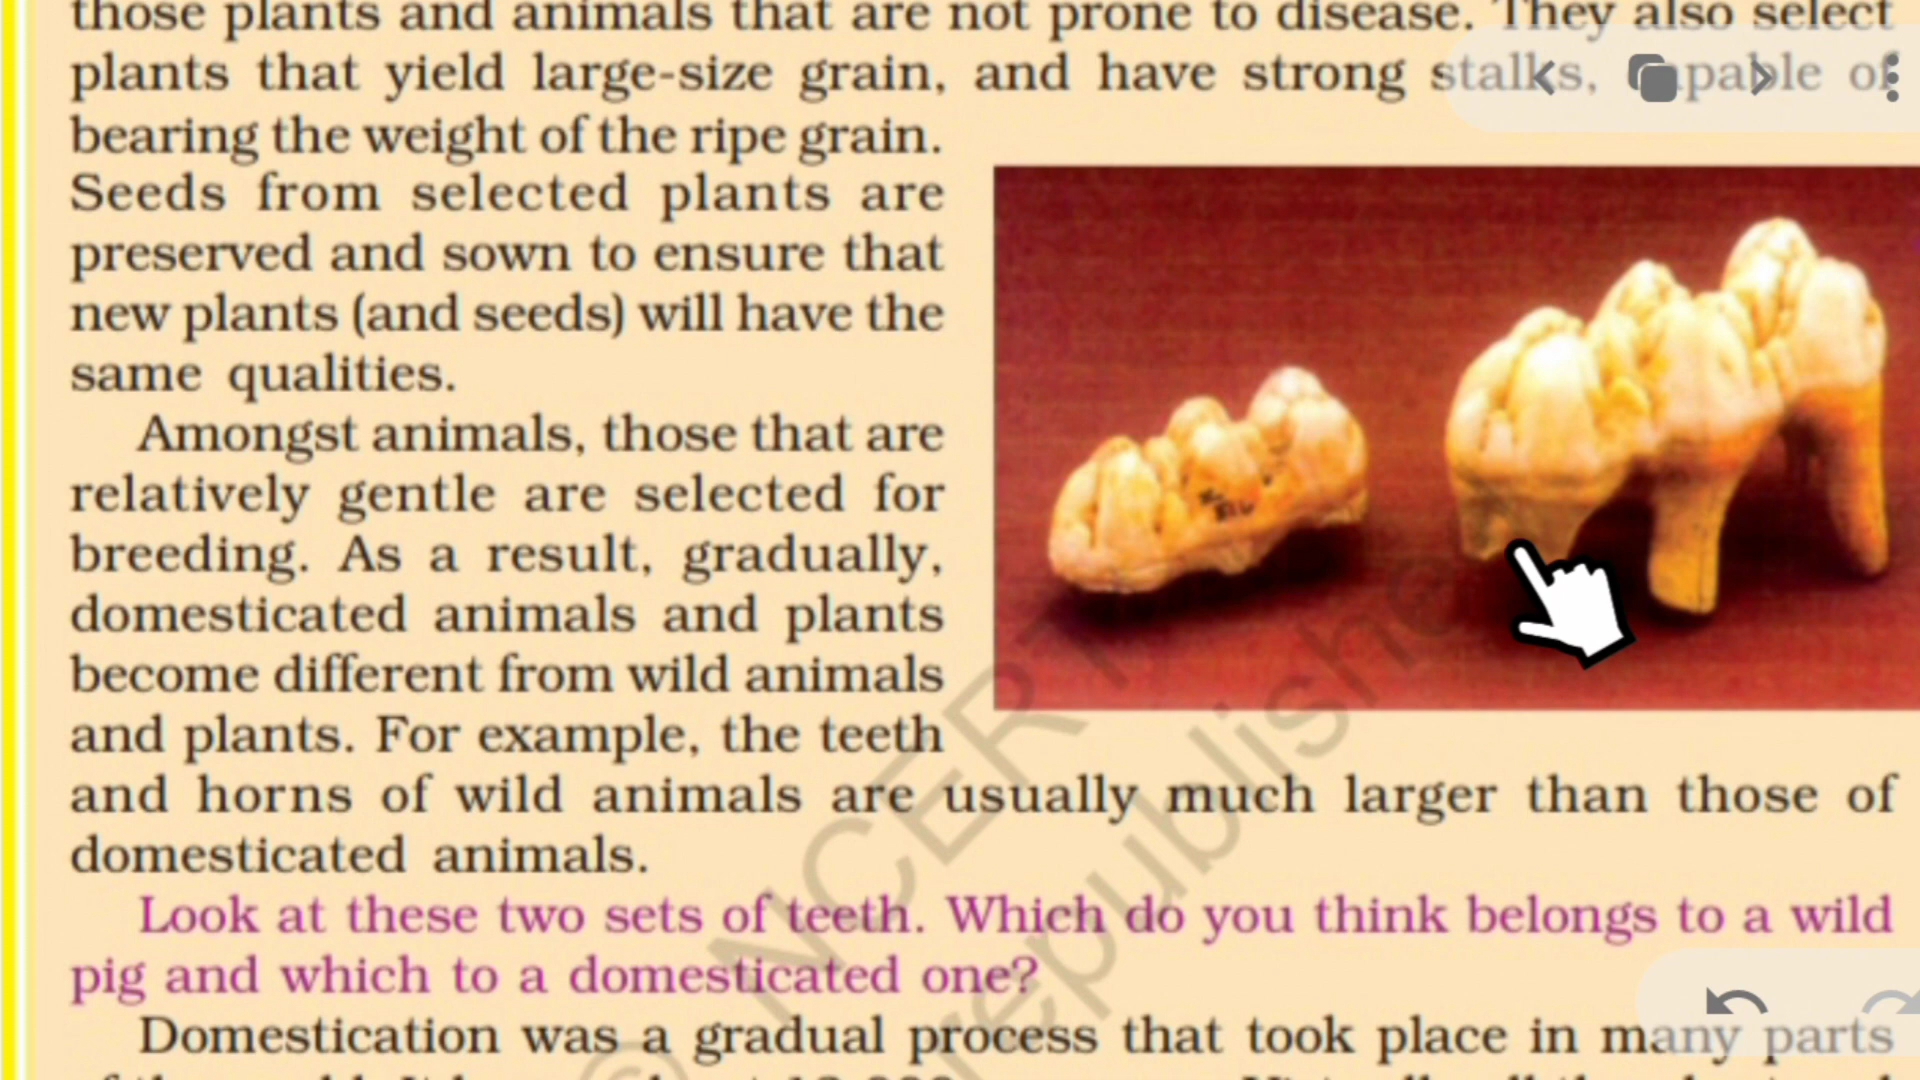 those plants and animals that are not prone to disease. They also select
plants that yield large-size grain, and have strong stalks, capable of
bearing the weight of the ripe grain.
Seeds from selected plants are
preserved and sown to ensure that
new plants (and seeds) will have the
same qualities.
Amongst animals, those that are
relatively gentle are selected for
breeding. As a result, gradually,
domesticated animals and plants
become different from wild animals
and plants. For example, the teeth
and horns of wild animals are usually much larger than those of
domesticated animals.
Look at these two sets of teeth. Which do you think belongs to a wild
pig and which to a domesticated one?
Domestication was a gradual process that took place in many parts
© NCERT
republished